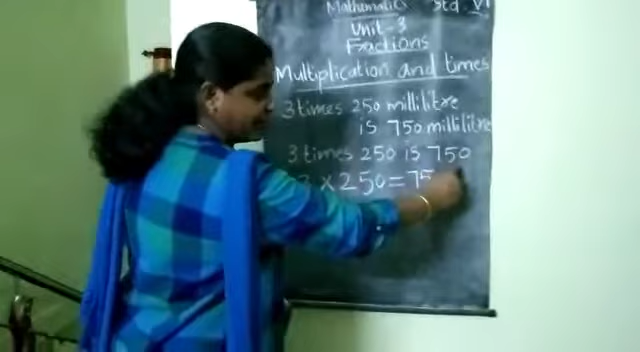 Mathematics Std VI
Unit-3
Fractions
Multiplication and times
3 times 250 millilitre
is 750 millilitre
3 times 250 is 750
3 × 250 = 75